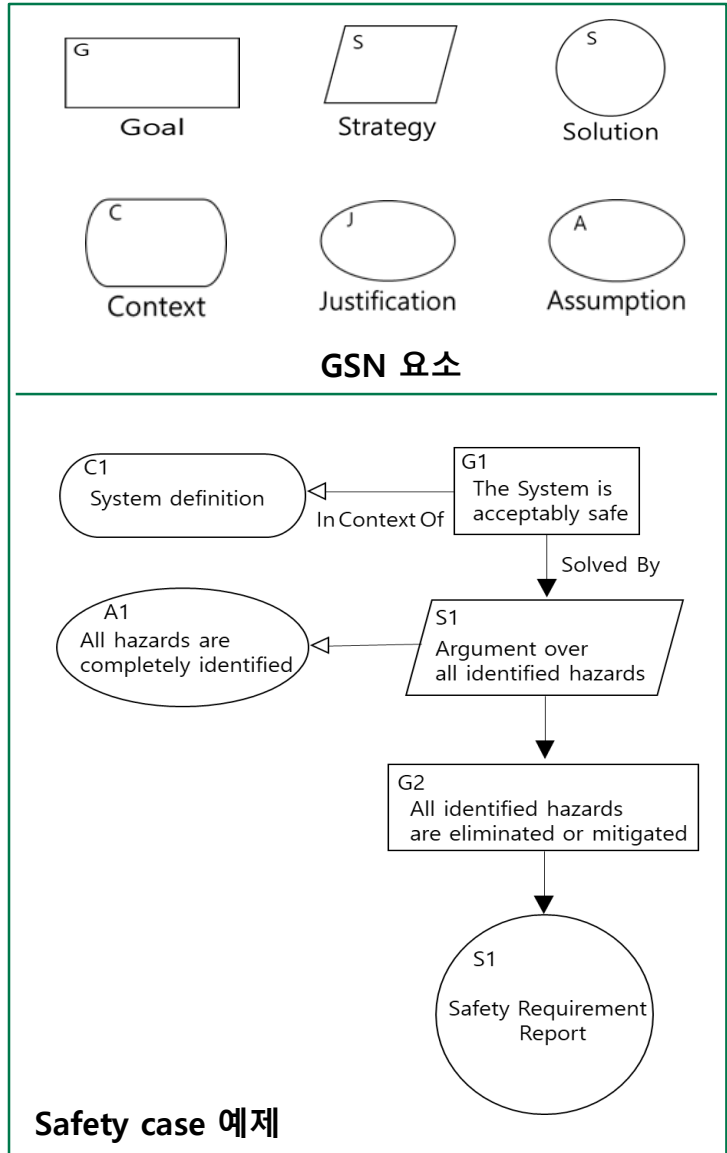 G
Goal
S
Strategy
S
Solution
C
Context
J
Justification
A
Assumption
GSN 요소
C1
System definition
In Context Of
G1
The System is
acceptably safe
Solved By
A1
All hazards are
completely identified
S1
Argument over
all identified hazards
G2
All identified hazards
are eliminated or mitigated
S1
Safety Requirement
Report
Safety case 예제